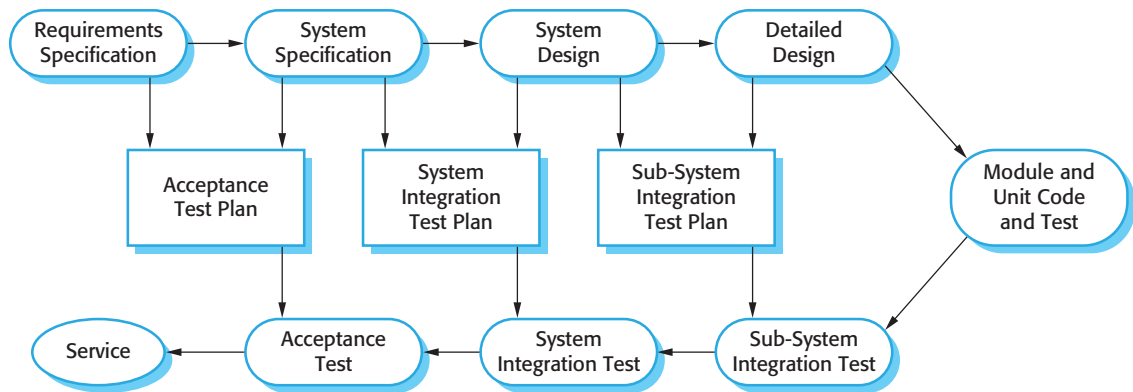 Requirements
Specification
System
Specification
System
Design
Detailed
Design
Acceptance
Test Plan
System
Integration
Test Plan
Sub-System
Integration
Test Plan
Module and
Unit Code
and Test
Service
Acceptance
Test
System
Integration Test
Sub-System
Integration Test